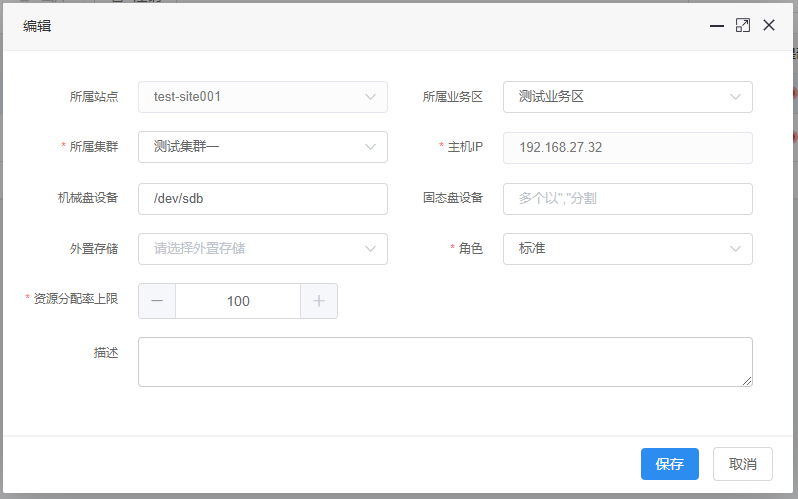 编辑
所属站点 test-site001 所属业务区 测试业务区
* 所属集群 测试集群一 * 主机IP 192.168.27.32
机械盘设备 /dev/sdb 固态盘设备 多个以","分割
外置存储 请选择外置存储 * 角色 标准
* 资源分配率上限 100
描述
保存 取消